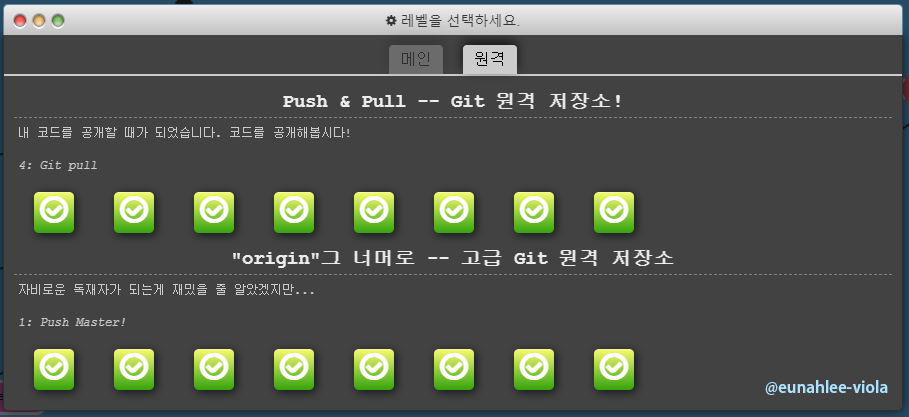 레벨을 선택하세요.
메인 원격
Push & Pull -- Git 원격 저장소!
내 코드를 공개할 때가 되었습니다. 코드를 공개해봅시다!
4: Git pull
"origin"그 너머로 -- 고급 Git 원격 저장소
자비로운 독재자가 되는게 재밌을 줄 알았겠지만...
1: Push Master!
@eunahlee-viola